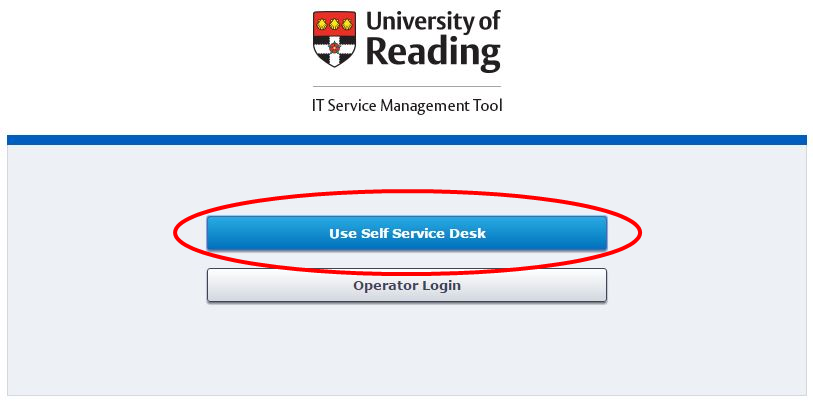 University of
Reading
IT Service Management Tool
Use Self Service Desk
Operator Login